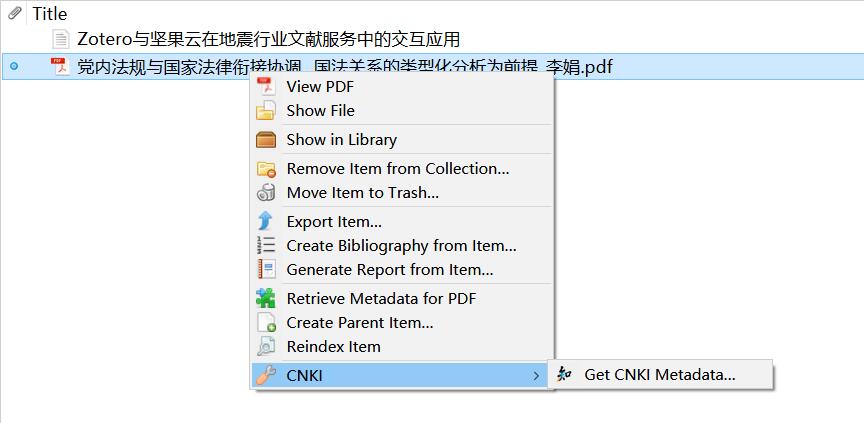 Title
Zotero与坚果云在地震行业文献服务中的交互应用
党内法规与国家法律衔接协调_国法关系的类型化分析为前提_李娟.pdf
View PDF
Show File
Show in Library
Remove Item from Collection...
Move Item to Trash...
Export Item...
Create Bibliography from Item...
Generate Report from Item...
Retrieve Metadata for PDF
Create Parent Item...
Reindex Item
CNKI
Get CNKI Metadata...